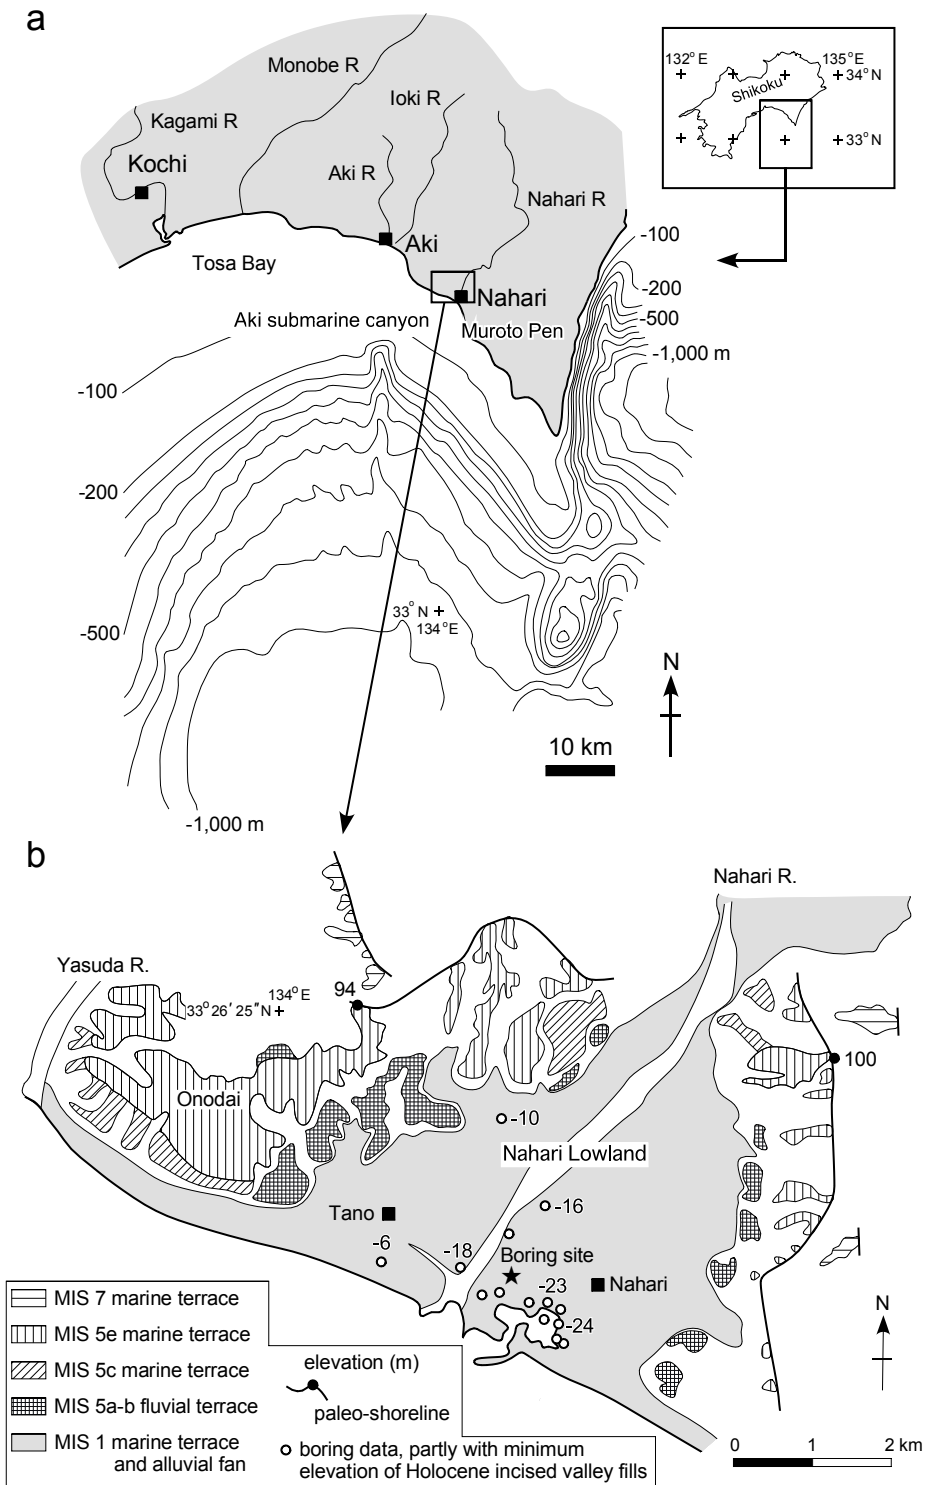 a
Monobe R
Ioki R
Kagami R
Kochi
Aki R
Nahari R
Aki
Tosa Bay
Nahari
Aki submarine canyon
Muroto Pen
132° E
135° E
34° N
Shikoku
33° N
-100
-200
-500
-1,000 m
-100
-200
-500
33° N
134° E
-1,000 m
N
10 km
b
Nahari R.
Yasuda R.
134° E
33° 26′ 25″ N
94
100
Onodai
-10
Nahari Lowland
Tano
-16
-6
-18
Boring site
-23
Nahari
-24
MIS 7 marine terrace
MIS 5e marine terrace
MIS 5c marine terrace
MIS 5a-b fluvial terrace
MIS 1 marine terrace
and alluvial fan
elevation (m)
paleo-shoreline
boring data, partly with minimum
elevation of Holocene incised valley fills
N
0 1 2 km